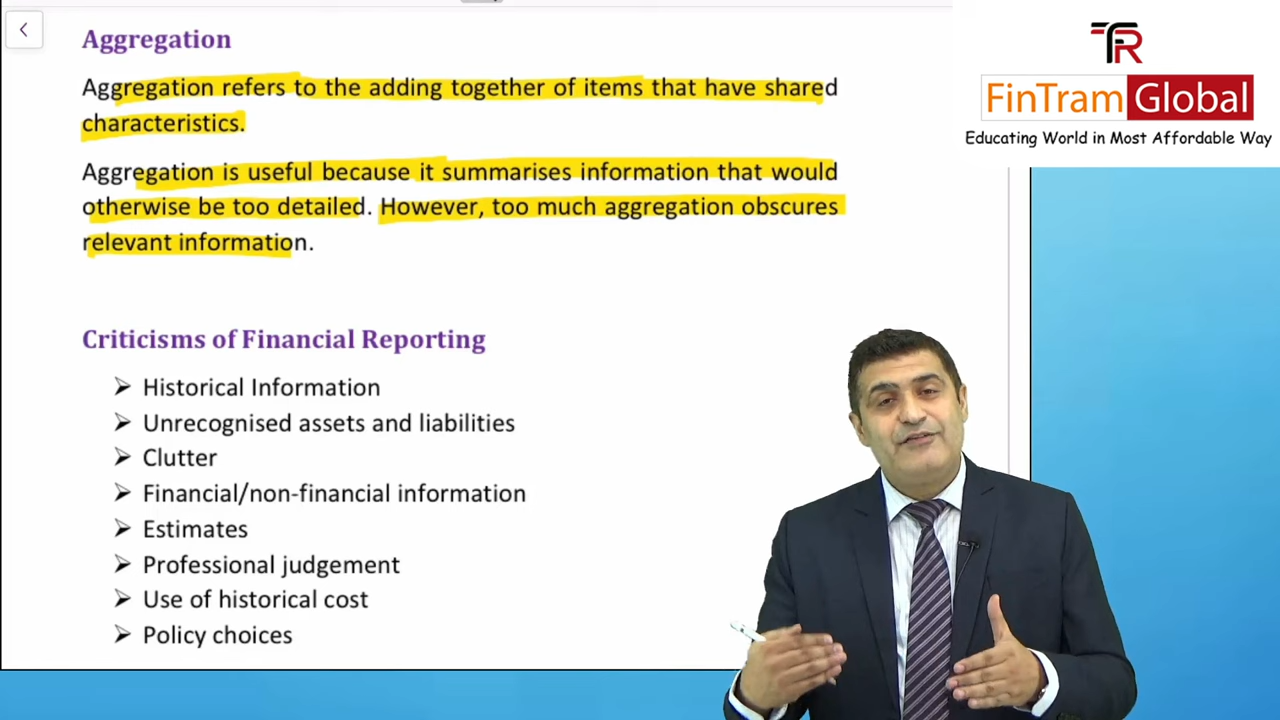 Aggregation
Aggregation refers to the adding together of items that have shared
characteristics.
Aggregation is useful because it summarises information that would
otherwise be too detailed. However, too much aggregation obscures
relevant information.
Criticisms of Financial Reporting
➤ Historical Information
➤ Unrecognised assets and liabilities
➤ Clutter
➤ Financial/non-financial information
➤ Estimates
➤ Professional judgement
➤ Use of historical cost
➤ Policy choices
FinTram Global
Educating World in Most Affordable Way